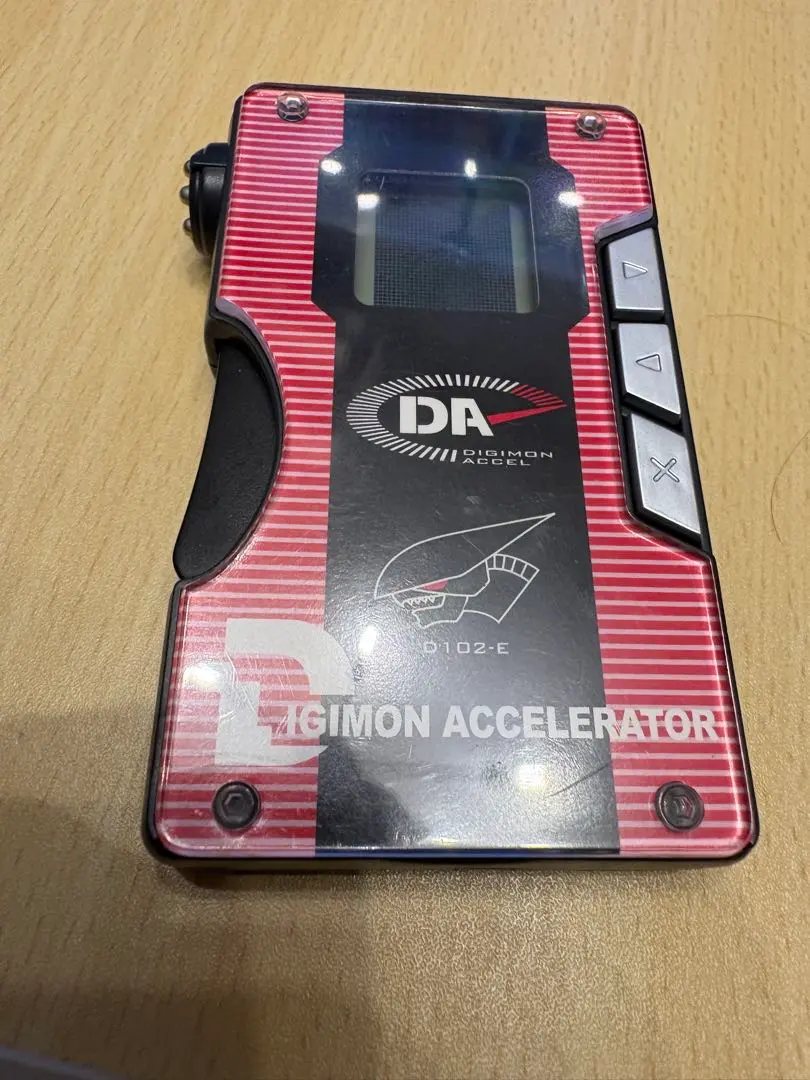 DA
DIGIMON
ACCEL
D102-E
DIGIMON ACCELERATOR